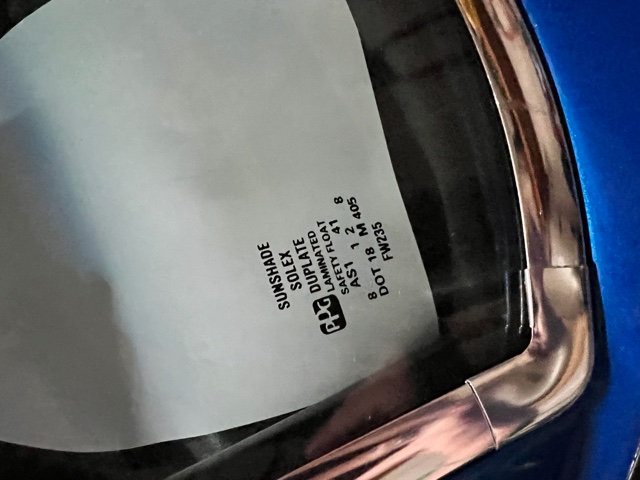 SUNSHADE
SOLEX
PPG DUPLATE
LAMINATED
SAFETY FLOAT
AS1 1 2 41 8
8
DOT 18 M 405
FW235